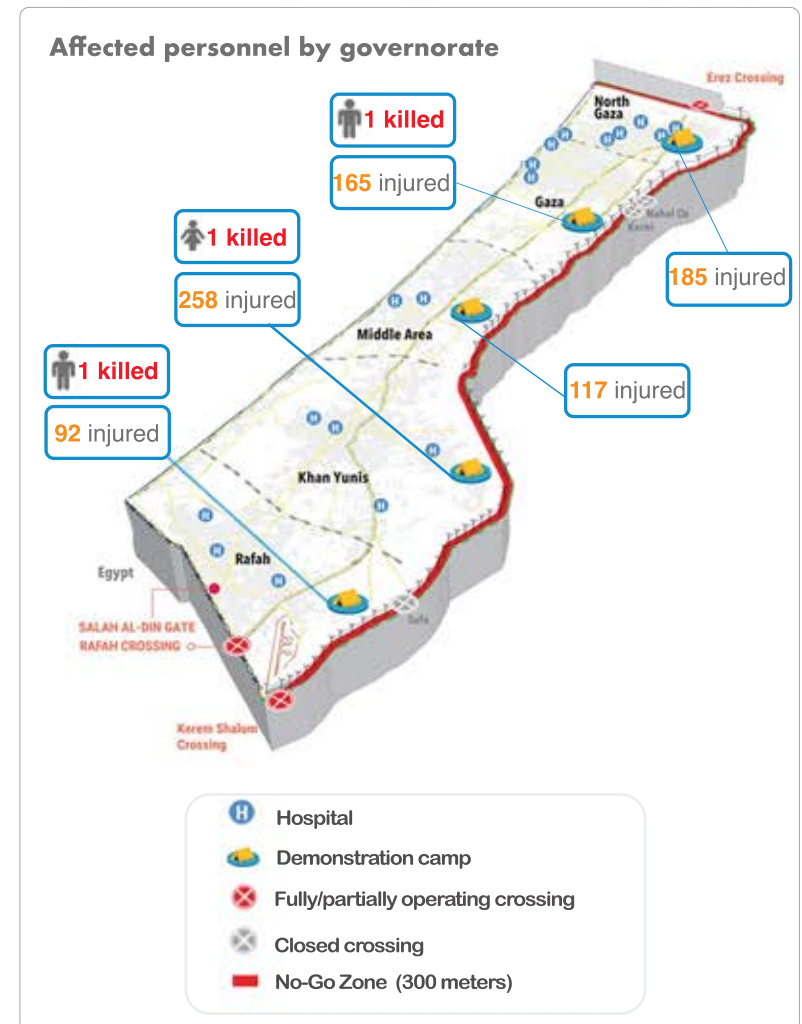 Affected personnel by governorate
Erez Crossing
North
Gaza
1 killed
165 injured
Gaza
Nahal Oz
Karni
1 killed
258 injured
185 injured
Middle Area
1 killed
92 injured
117 injured
Khan Yunis
Rafah
Egypt
Sufa
SALAH AL-DIN GATE
RAFAH CROSSING
Kerem Shalom
Crossing
H Hospital
Demonstration camp
Fully/partially operating crossing
Closed crossing
No-Go Zone (300 meters)